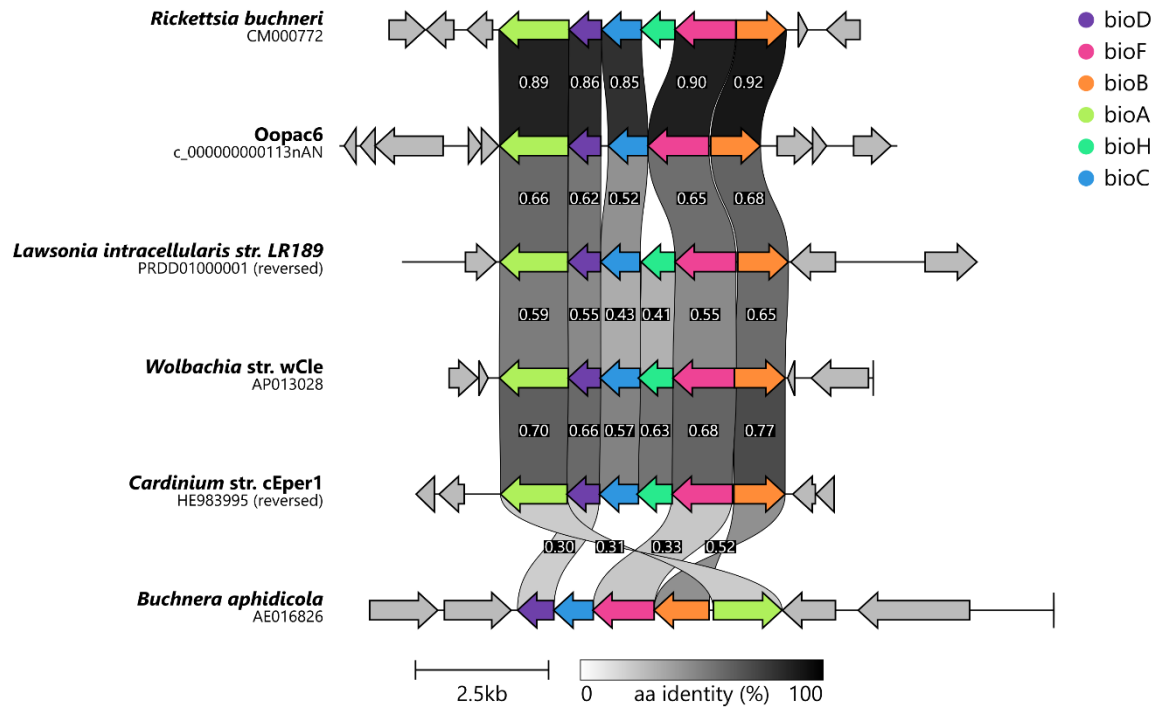 Rickettsia buchneri
CM000772
0.89 0.86 0.85 0.90 0.92
Oopac6
c_000000000113nAN
0.66 0.62 0.52 0.65 0.68
Lawsonia intracellularis str. LR189
PRDD01000001 (reversed)
0.59 0.55 0.43 0.41 0.55 0.65
Wolbachia str. wCle
AP013028
0.70 0.66 0.57 0.63 0.68 0.77
Cardinium str. cEper1
HE983995 (reversed)
0.30 0.31 0.33 0.52
Buchnera aphidicola
AE016826
2.5kb
0 aa identity (%) 100
bioD
bioF
bioB
bioA
bioH
bioC